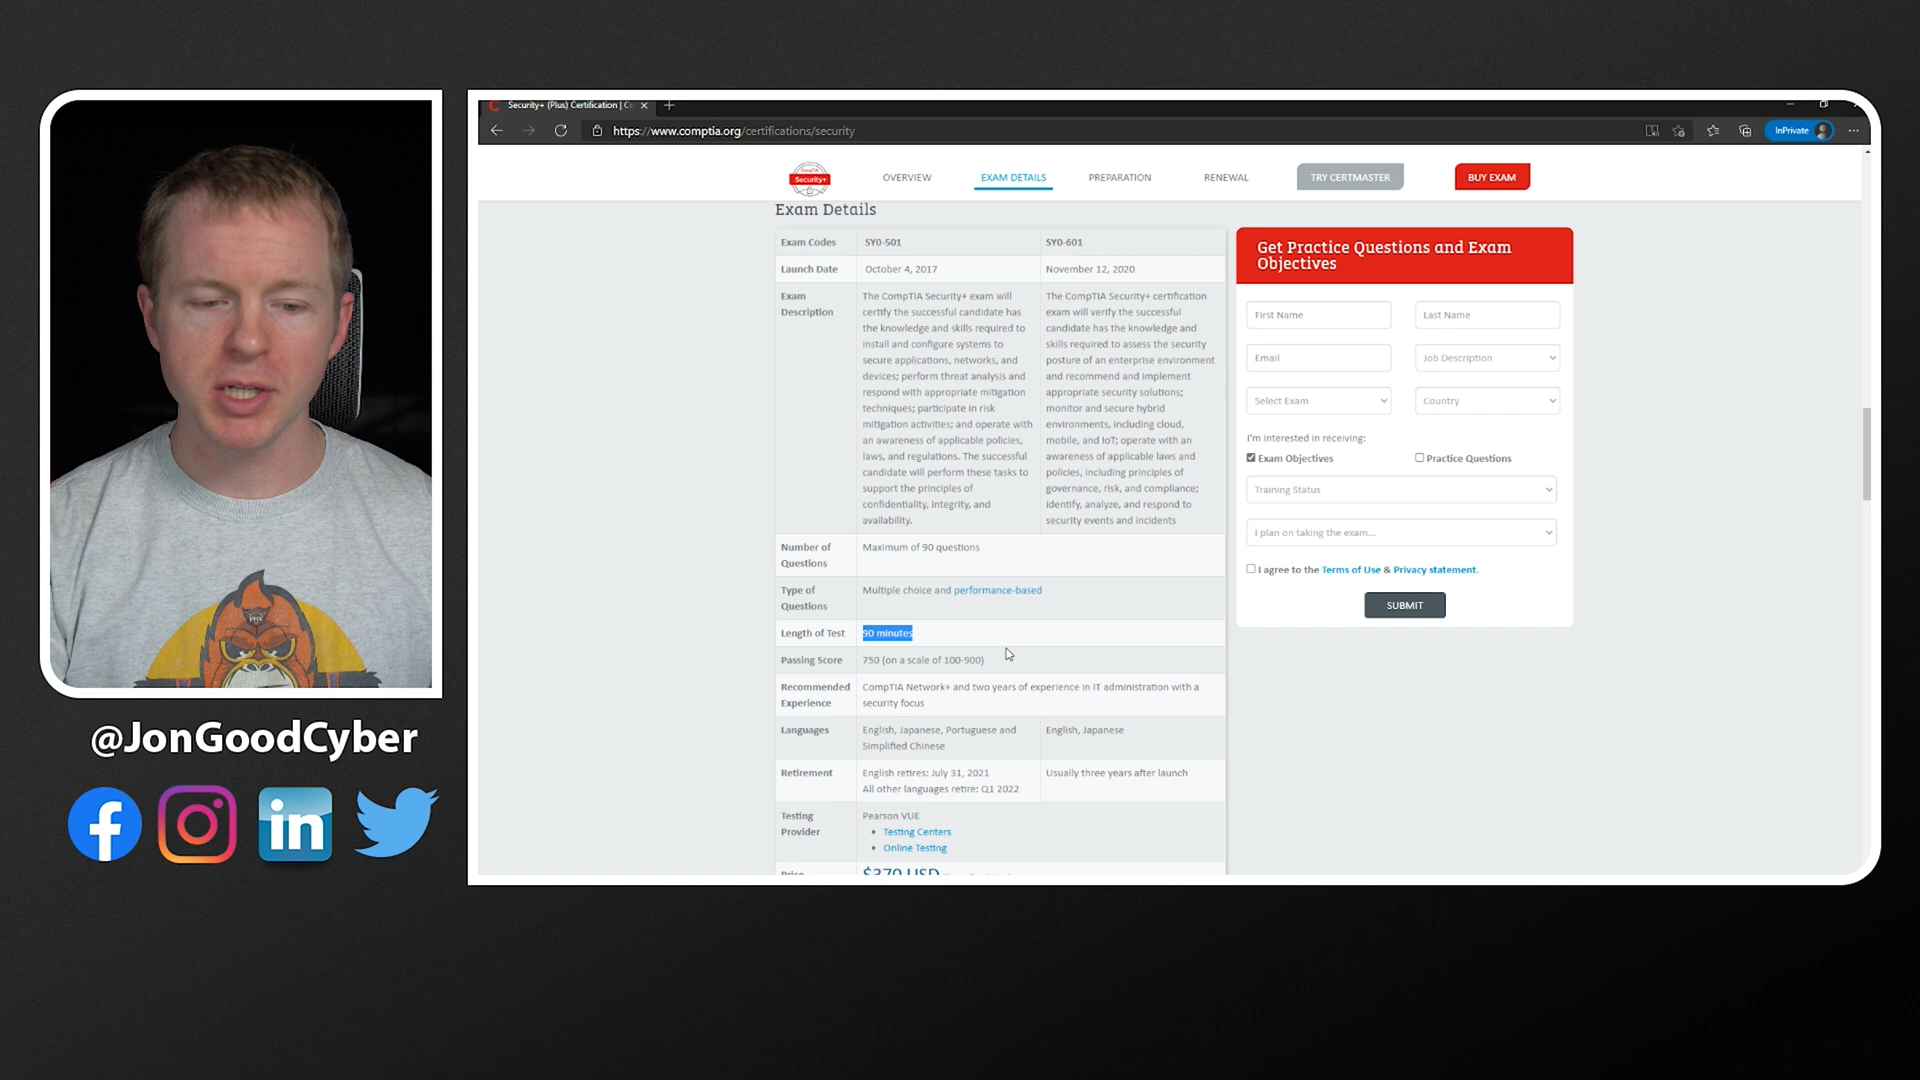 Security+ (Plus) Certification | C
https://www.comptia.org/certifications/security
InPrivate
CompTIA
Security+
OVERVIEW
EXAM DETAILS
PREPARATION
RENEWAL
TRY CERTMASTER
BUY EXAM
Exam Details
Exam Codes
SY0-501
SY0-601
Launch Date
October 4, 2017
November 12, 2020
Exam
Description
The CompTIA Security+ exam will
certify the successful candidate has
the knowledge and skills required to
install and configure systems to
secure applications, networks, and
devices; perform threat analysis and
respond with appropriate mitigation
techniques; participate in risk
mitigation activities; and operate with
an awareness of applicable policies,
laws, and regulations. The successful
candidate will perform these tasks to
support the principles of
confidentiality, integrity, and
availability.
The CompTIA Security+ certification
exam will verify the successful
candidate has the knowledge and
skills required to assess the security
posture of an enterprise environment
and recommend and implement
appropriate security solutions;
monitor and secure hybrid
environments, including cloud,
mobile, and IoT; operate with an
awareness of applicable laws and
policies, including principles of
governance, risk, and compliance;
identify, analyze, and respond to
security events and incidents
Number of
Questions
Maximum of 90 questions
Type of
Questions
Multiple choice and performance-based
Length of Test
90 minutes
Passing Score
750 (on a scale of 100-900)
Recommended
Experience
CompTIA Network+ and two years of experience in IT administration with a
security focus
Languages
English, Japanese, Portuguese and
Simplified Chinese
English, Japanese
Retirement
English retires: July 31, 2021
All other languages retire: Q1 2022
Usually three years after launch
Testing
Provider
Pearson VUE
Testing Centers
Online Testing
Price
$370 USD
Get Practice Questions and Exam
Objectives
First Name
Last Name
Email
Job Description
Select Exam
Country
I'm interested in receiving:
Exam Objectives
Practice Questions
Training Status
I plan on taking the exam...
I agree to the Terms of Use & Privacy statement.
SUBMIT
PHX
@JonGoodCyber
f
in